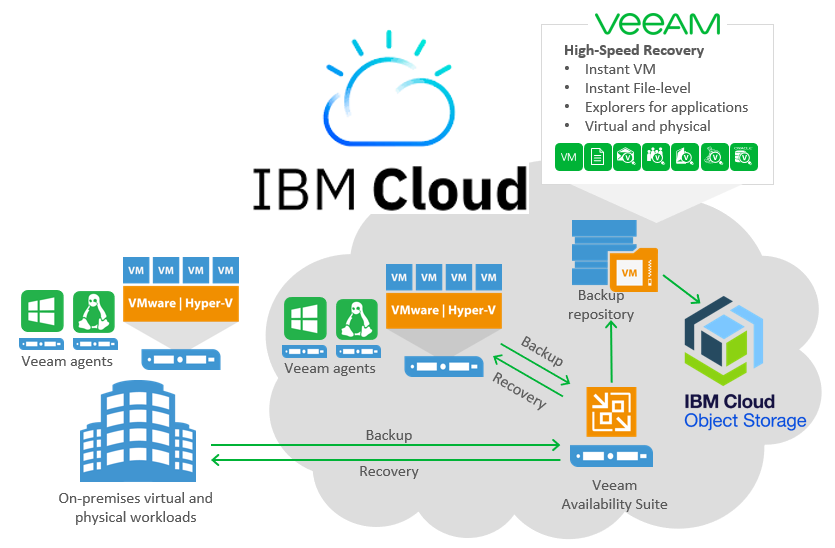 VEEAM
High-Speed Recovery
• Instant VM
• Instant File-level
• Explorers for applications
• Virtual and physical
VM
IBM Cloud
VM VM VM VM
VMware | Hyper-V
Veeam agents
VM VM VM VM
VMware | Hyper-V
Veeam agents
VM
Backup
repository
IBM Cloud
Object Storage
Backup
Recovery
Backup
Recovery
On-premises virtual and
physical workloads
Veeam
Availability Suite